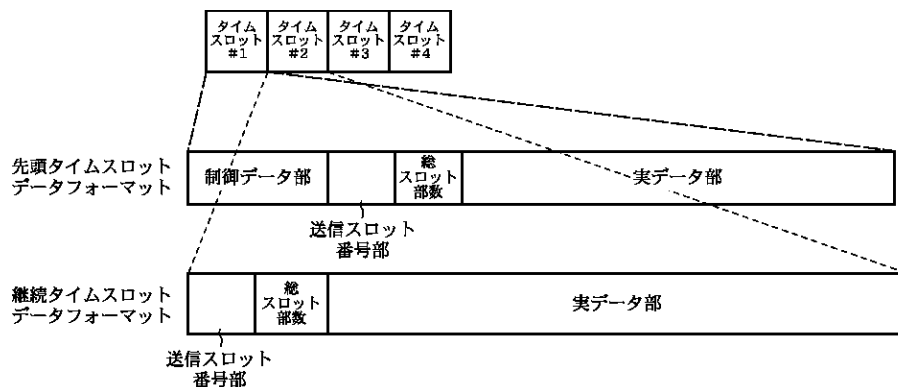 タイム
スロット
#1
タイム
スロット
#2
タイム
スロット
#3
タイム
スロット
#4
先頭タイムスロット
データフォーマット
制御データ部
総
スロット
部数
実データ部
送信スロット
番号部
継続タイムスロット
データフォーマット
総
スロット
部数
実データ部
送信スロット
番号部